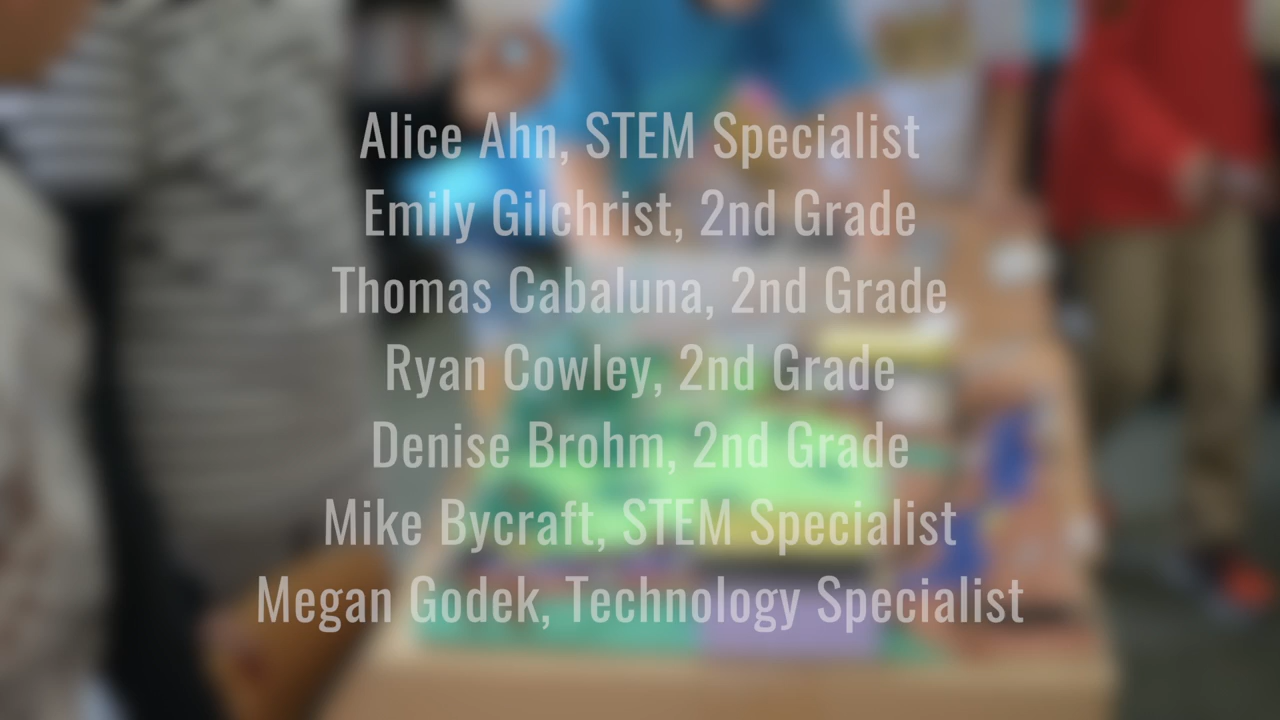 Alice Ahn, STEM Specialist
Emily Gilchrist, 2nd Grade
Thomas Cabaluna, 2nd Grade
Ryan Cowley, 2nd Grade
Denise Brohm, 2nd Grade
Mike Bycraft, STEM Specialist
Megan Godek, Technology Specialist